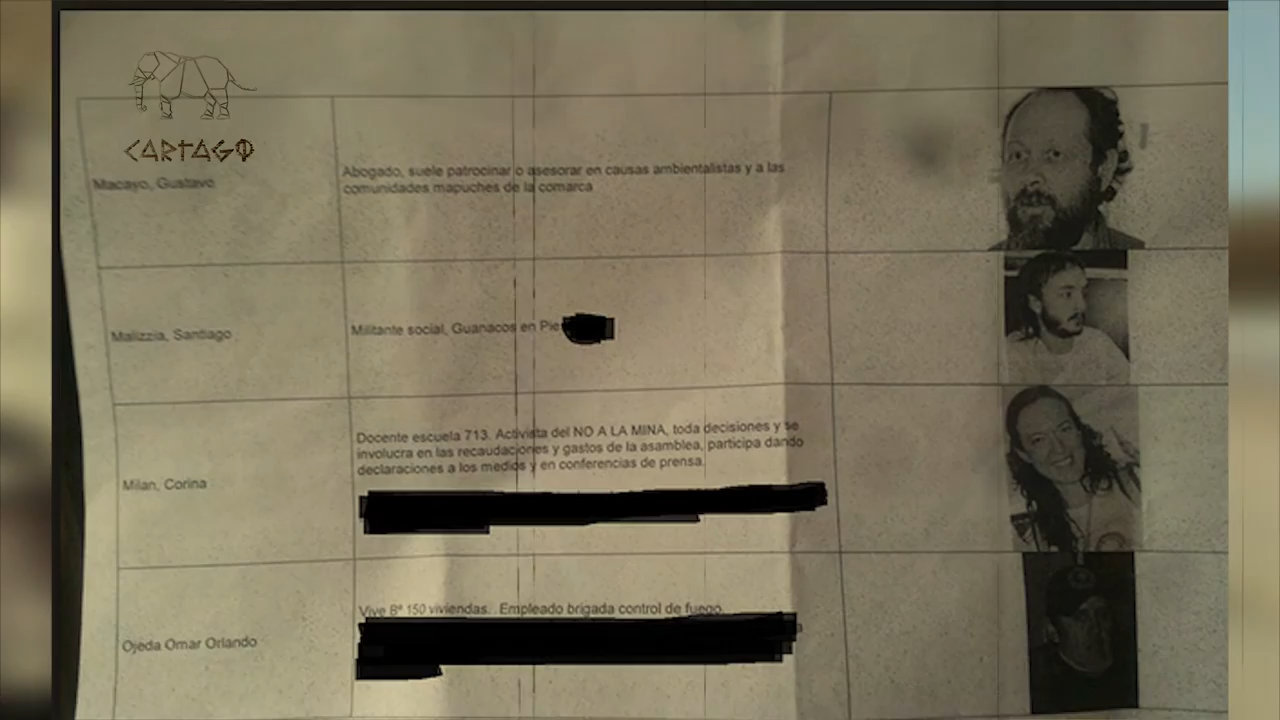 CARTAGO
Macayo, Gustavo
Abogado, suele patrocinar o asesorar en causas ambientalistas y a las
comunidades mapuches de la comarca
Malizzia, Santiago
Militante social, Guanacos en Pie
Milan, Corina
Docente escuela 713. Activista del NO A LA MINA, toda decisiones y se
involucra en las recaudaciones y gastos de la asamblea, participa dando
declaraciones a los medios y en conferencias de prensa.
Ojeda Omar Orlando
Vive Bº 150 viviendas. . Empleado brigada control de fuego.